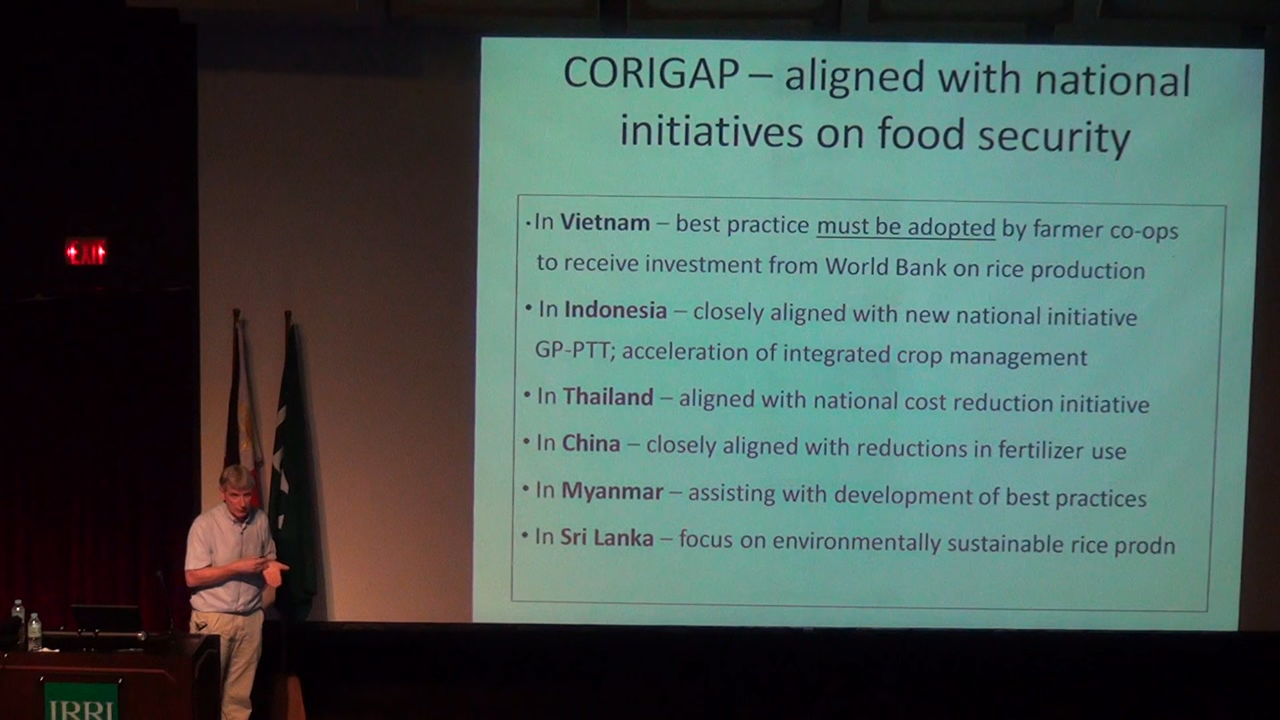 CORIGAP – aligned with national
initiatives on food security
• In Vietnam – best practice must be adopted by farmer co-ops
to receive investment from World Bank on rice production
• In Indonesia – closely aligned with new national initiative
GP-PTT; acceleration of integrated crop management
• In Thailand – aligned with national cost reduction initiative
• In China – closely aligned with reductions in fertilizer use
• In Myanmar – assisting with development of best practices
• In Sri Lanka – focus on environmentally sustainable rice prodn
EXIT
IRRI